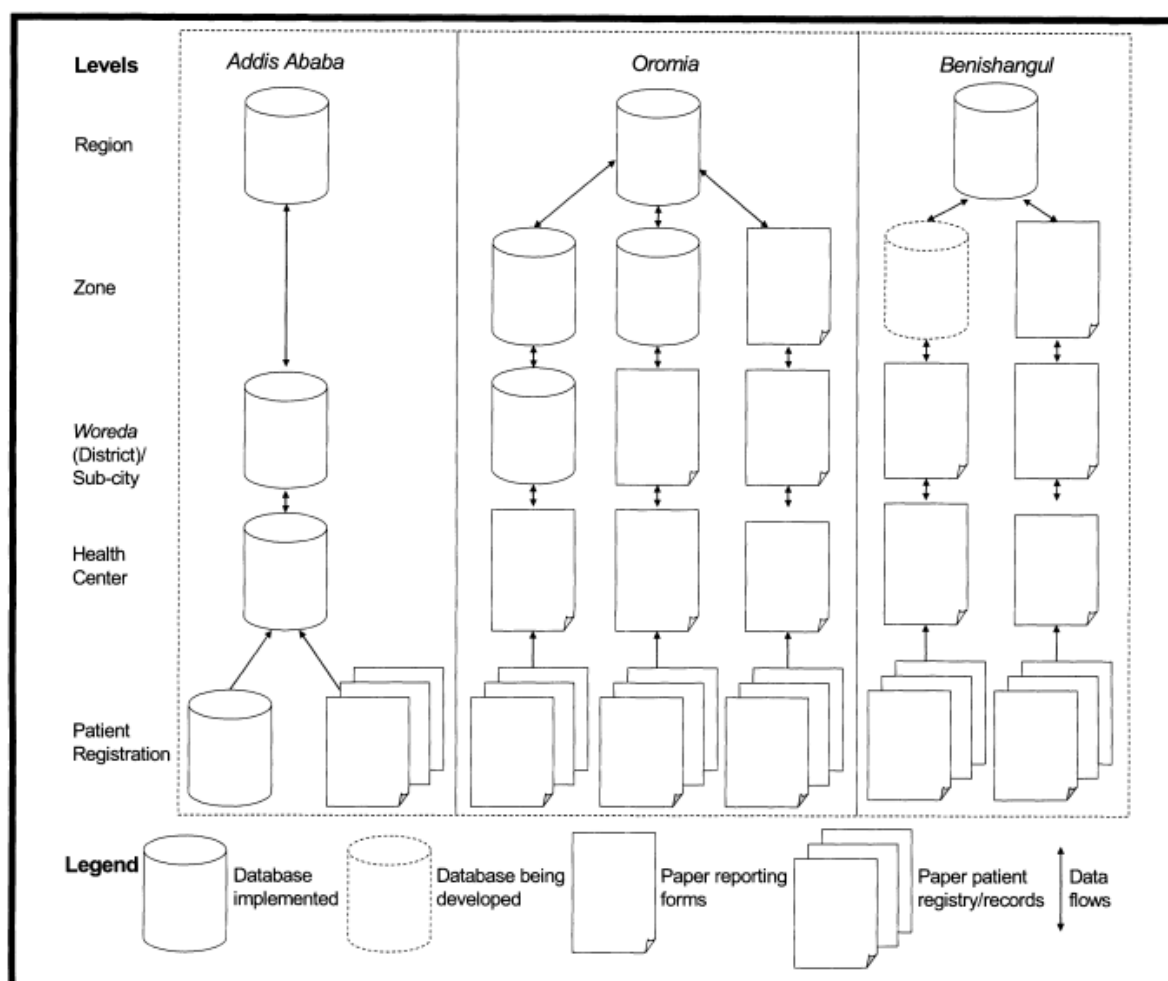 Levels
Addis Ababa
Oromia
Benishangul
Region
Zone
Woreda
(District)/
Sub-city
Health
Center
Patient
Registration
Legend
Database
implemented
Database being
developed
Paper reporting
forms
Paper patient
registry/records
Data
flows